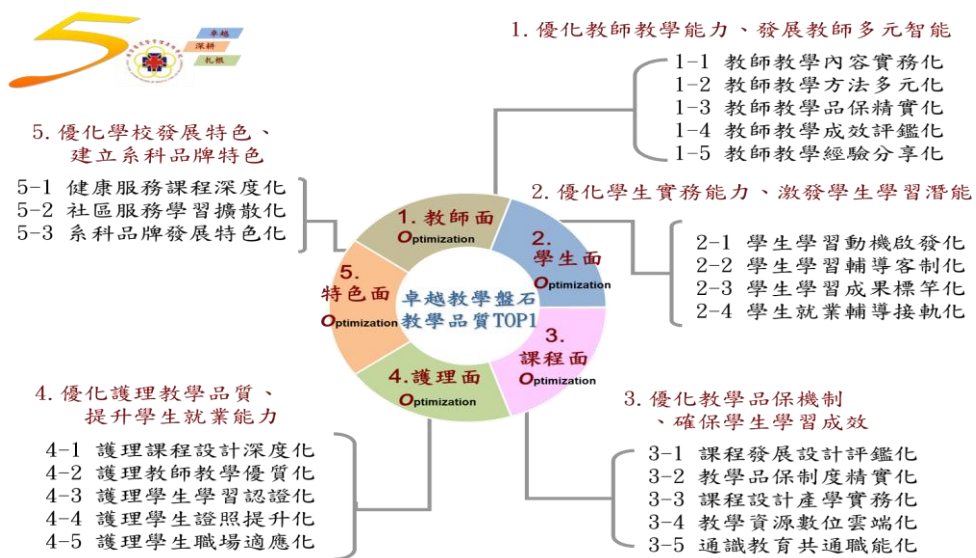 5
卓越
深耕
扎根
1.優化教師教學能力、發展教師多元智能
1-1 教師教學內容實務化
1-2 教師教學方法多元化
1-3 教師教學品保精實化
1-4 教師教學成效評鑑化
1-5 教師教學經驗分享化
5.優化學校發展特色、
建立系科品牌特色
5-1 健康服務課程深度化
5-2 社區服務學習擴散化
5-3 系科品牌發展特色化
2.優化學生實務能力、激發學生學習潛能
2-1 學生學習動機啟發化
2-2 學生學習輔導客制化
2-3 學生學習成果標竿化
2-4 學生就業輔導接軌化
1.教師面
Optimization
2.
學生面
Optimization
5.
特色面
Optimization
卓越教學盤石
教學品質TOP1
3.
課程面
Optimization
4.護理面
Optimization
4.優化護理教學品質、
提升學生就業能力
4-1 護理課程設計深度化
4-2 護理教師教學優質化
4-3 護理學生學習認證化
4-4 護理學生證照提升化
4-5 護理學生職場適應化
3.優化教學品保機制
、確保學生學習成效
3-1 課程發展設計評鑑化
3-2 教學品保制度精實化
3-3 課程設計產學實務化
3-4 教學資源數位雲端化
3-5 通識教育共通職能化